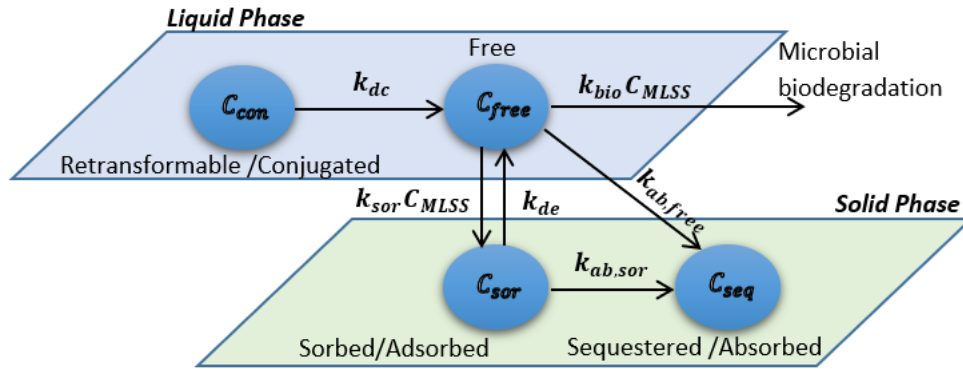 Liquid Phase
Free
Microbial
biodegradation
k_dc
k_bio C_MLSS
C_con
C_free
Retransformable /Conjugated
k_sor C_MLSS
k_de
k_ab,free
Solid Phase
k_ab,sor
C_sor
C_seq
Sorbed/Adsorbed
Sequestered /Absorbed